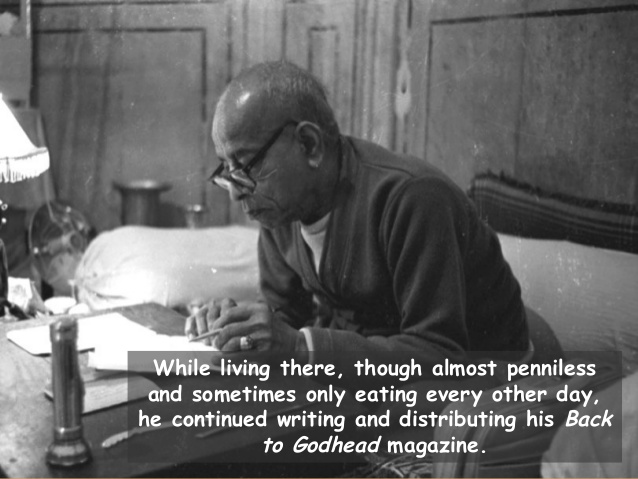 While living there, though almost penniless
and sometimes only eating every other day,
he continued writing and distributing his Back
to Godhead magazine.